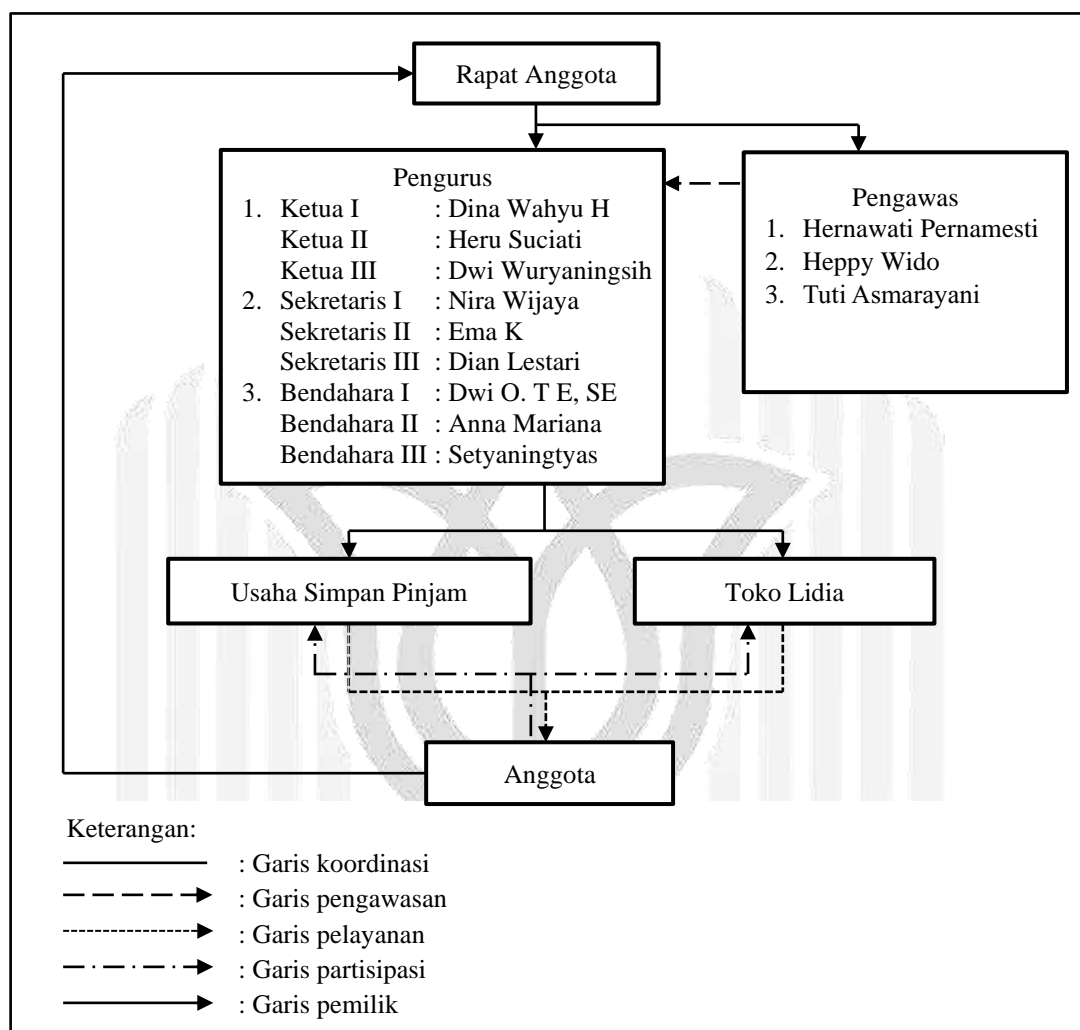 Rapat Anggota
Pengurus
1. Ketua I : Dina Wahyu H
Ketua II : Heru Suciati
Ketua III : Dwi Wuryaningsih
2. Sekretaris I : Nira Wijaya
Sekretaris II : Ema K
Sekretaris III : Dian Lestari
3. Bendahara I : Dwi O. T E, SE
Bendahara II : Anna Mariana
Bendahara III : Setyaningtyas
Pengawas
1. Hernawati Pernamesti
2. Heppy Wido
3. Tuti Asmarayani
Usaha Simpan Pinjam
Toko Lidia
Anggota
Keterangan:
: Garis koordinasi
: Garis pengawasan
: Garis pelayanan
: Garis partisipasi
: Garis pemilik